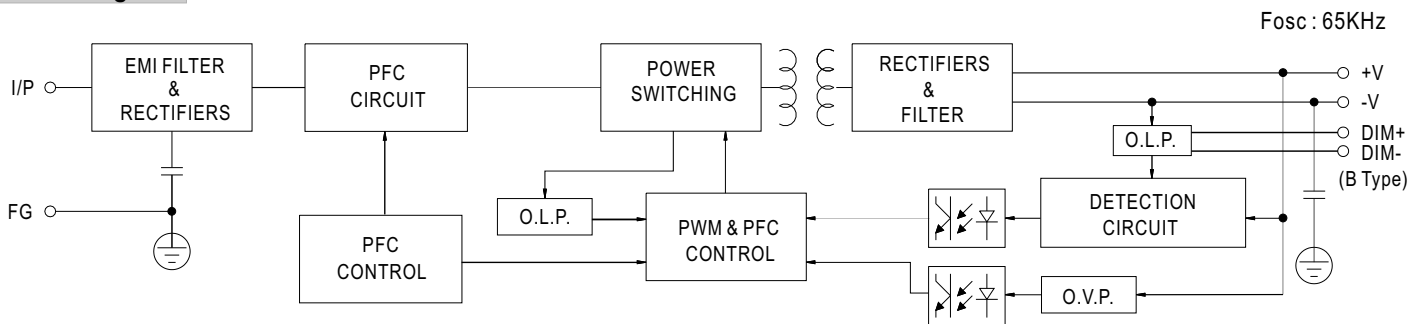 Fosc : 65KHz
I/P
EMI FILTER
&
RECTIFIERS
PFC
CIRCUIT
POWER
SWITCHING
RECTIFIERS
&
FILTER
+V
-V
O.L.P.
DIM+
DIM-
(B Type)
FG
O.L.P.
PFC
CONTROL
PWM & PFC
CONTROL
DETECTION
CIRCUIT
O.V.P.